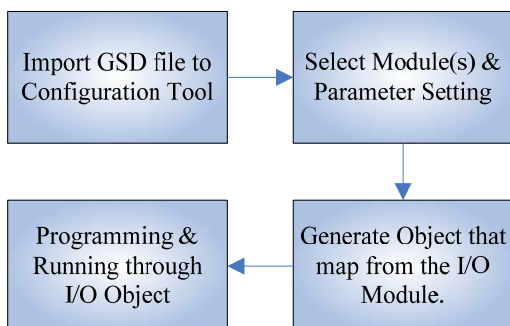 Import GSD file to
Configuration Tool
Select Module(s) &
Parameter Setting
Generate Object that
map from the I/O
Module.
Programming &
Running through
I/O Object